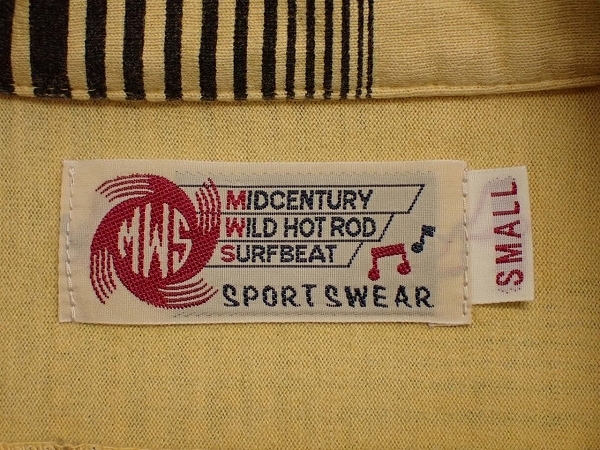 MWS
MIDCENTURY
WILD HOT ROD
SURFBEAT
SPORTSWEAR
SMALL